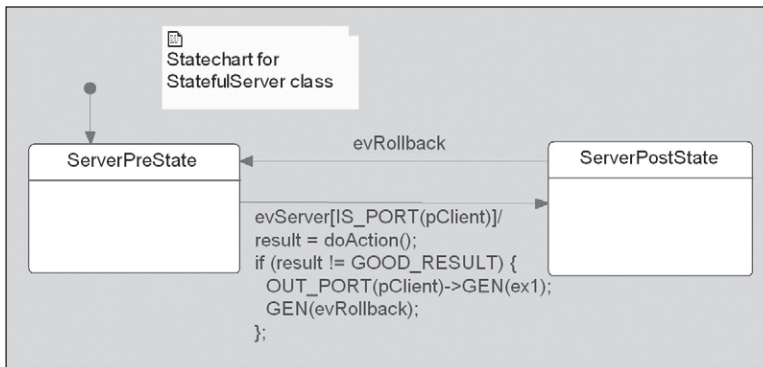 Statechart for
StatefulServer class
ServerPreState
evRollback
ServerPostState
evServer[IS_PORT(pClient)]/
result = doAction();
if (result != GOOD_RESULT) {
OUT_PORT(pClient)->GEN(ex1);
GEN(evRollback);
};